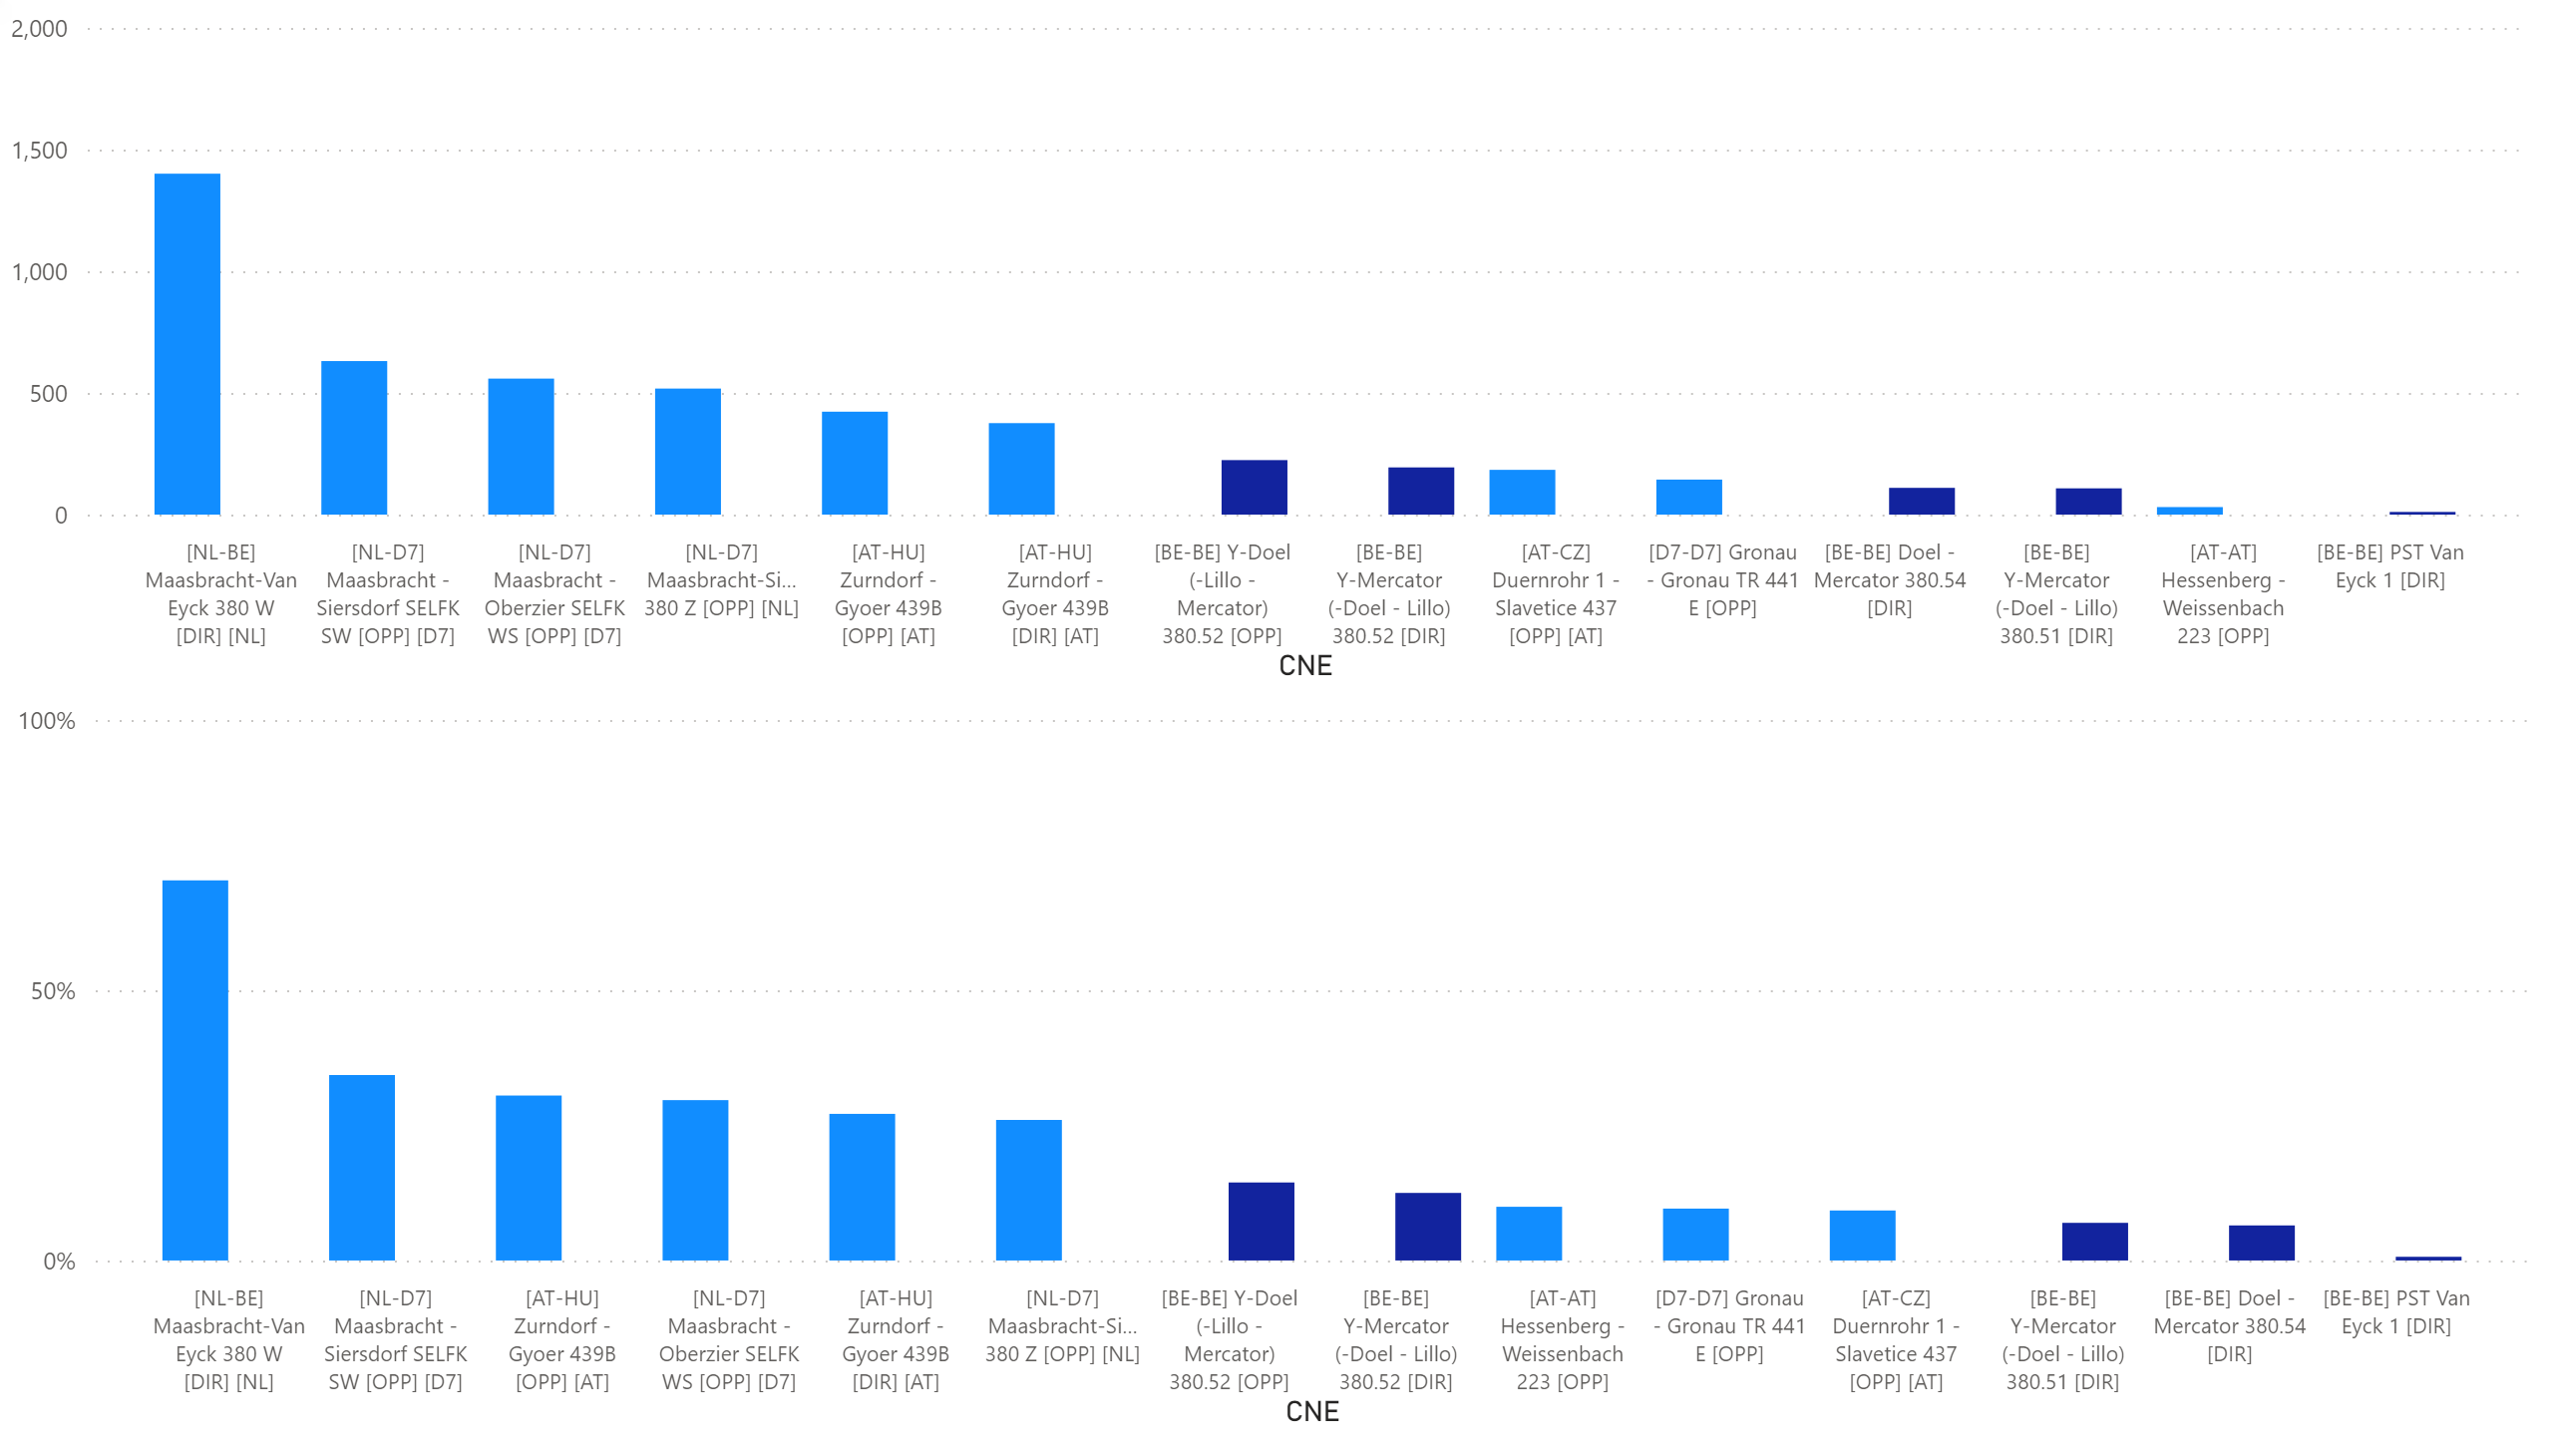 2,000
1,500
1,000
500
0
[NL-BE]
Maasbracht-Van
Eyck 380 W
[DIR] [NL]
[NL-D7]
Maasbracht -
Siersdorf SELFK
SW [OPP] [D7]
[NL-D7]
Maasbracht -
Oberzier SELFK
WS [OPP] [D7]
[NL-D7]
Maasbracht-Si...
380 Z [OPP] [NL]
[AT-HU]
Zurndorf -
Gyoer 439B
[OPP] [AT]
[AT-HU]
Zurndorf -
Gyoer 439B
[DIR] [AT]
[BE-BE] Y-Doel
(-Lillo -
Mercator)
380.52 [OPP]
[BE-BE]
Y-Mercator
(-Doel - Lillo)
380.52 [DIR]
[AT-CZ]
Duernrohr 1 -
Slavetice 437
[OPP] [AT]
[D7-D7] Gronau
- Gronau TR 441
E [OPP]
[BE-BE] Doel -
Mercator 380.54
[DIR]
[BE-BE]
Y-Mercator
(-Doel - Lillo)
380.51 [DIR]
[AT-AT]
Hessenberg -
Weissenbach
223 [OPP]
[BE-BE] PST Van
Eyck 1 [DIR]
CNE
100%
50%
0%
[NL-BE]
Maasbracht-Van
Eyck 380 W
[DIR] [NL]
[NL-D7]
Maasbracht -
Siersdorf SELFK
SW [OPP] [D7]
[AT-HU]
Zurndorf -
Gyoer 439B
[OPP] [AT]
[NL-D7]
Maasbracht -
Oberzier SELFK
WS [OPP] [D7]
[AT-HU]
Zurndorf -
Gyoer 439B
[DIR] [AT]
[NL-D7]
Maasbracht-Si...
380 Z [OPP] [NL]
[BE-BE] Y-Doel
(-Lillo -
Mercator)
380.52 [OPP]
[BE-BE]
Y-Mercator
(-Doel - Lillo)
380.52 [DIR]
[AT-AT]
Hessenberg -
Weissenbach
223 [OPP]
[D7-D7] Gronau
- Gronau TR 441
E [OPP]
[AT-CZ]
Duernrohr 1 -
Slavetice 437
[OPP] [AT]
[BE-BE]
Y-Mercator
(-Doel - Lillo)
380.51 [DIR]
[BE-BE] Doel -
Mercator 380.54
[DIR]
[BE-BE] PST Van
Eyck 1 [DIR]
CNE